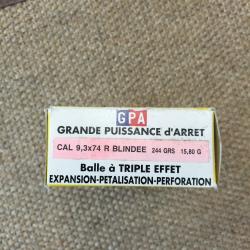 GPA
GRANDE PUISSANCE d'ARRET
CAL 9,3x74 R BLINDEE 244 GRS 15,80 G
Balle à TRIPLE EFFET
EXPANSION-PETALISATION-PERFORATION